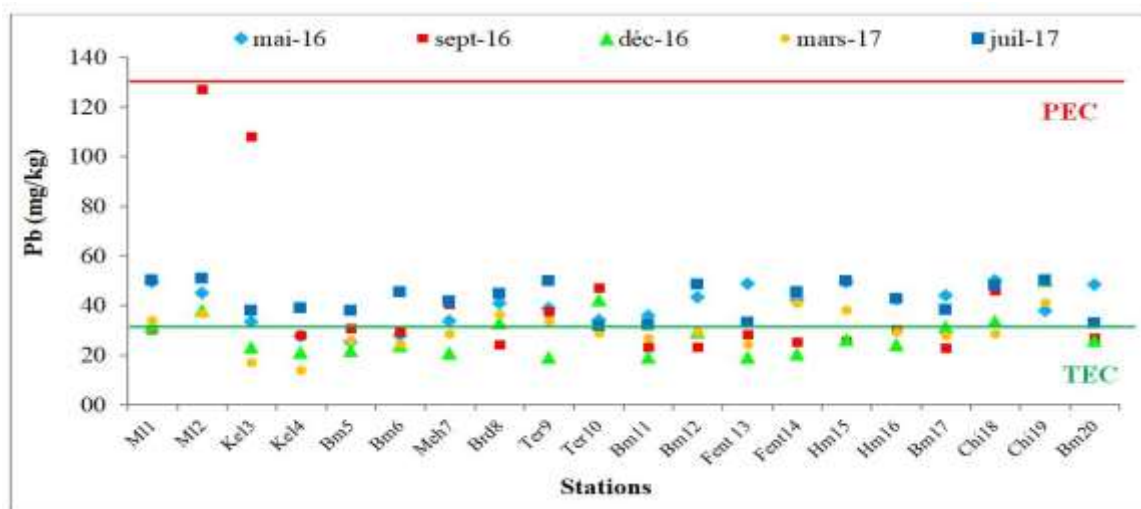 mai-16 sept-16 déc-16 mars-17 juil-17
140
120
100
80
60
40
20
00
Pb (mg/kg)
PEC
TEC
Ml1 Ml2 Kel3 Kel4 Bm5 Bm6 Meh7 Brd8 Ter9 Ter10 Bm11 Bm12 Fent 13 Fent14 Hm15 Hm16 Bm17 Chi18 Chi19 Bm20
Stations